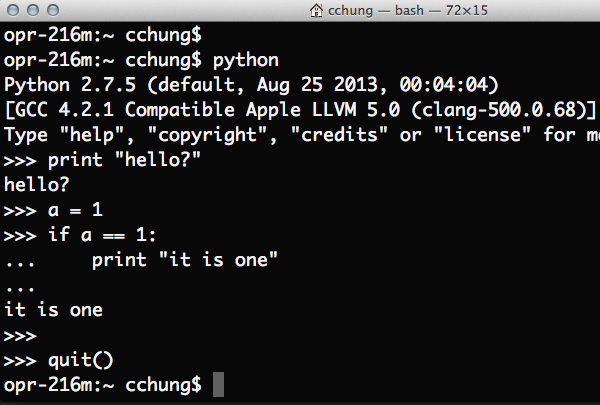 cchung — bash — 72×15
opr-216m:~ cchung$
opr-216m:~ cchung$ python
Python 2.7.5 (default, Aug 25 2013, 00:04:04)
[GCC 4.2.1 Compatible Apple LLVM 5.0 (clang-500.0.68)]
Type "help", "copyright", "credits" or "license" for m
>>> print "hello?"
hello?
>>> a = 1
>>> if a == 1:
...     print "it is one"
...
it is one
>>>
>>> quit()
opr-216m:~ cchung$